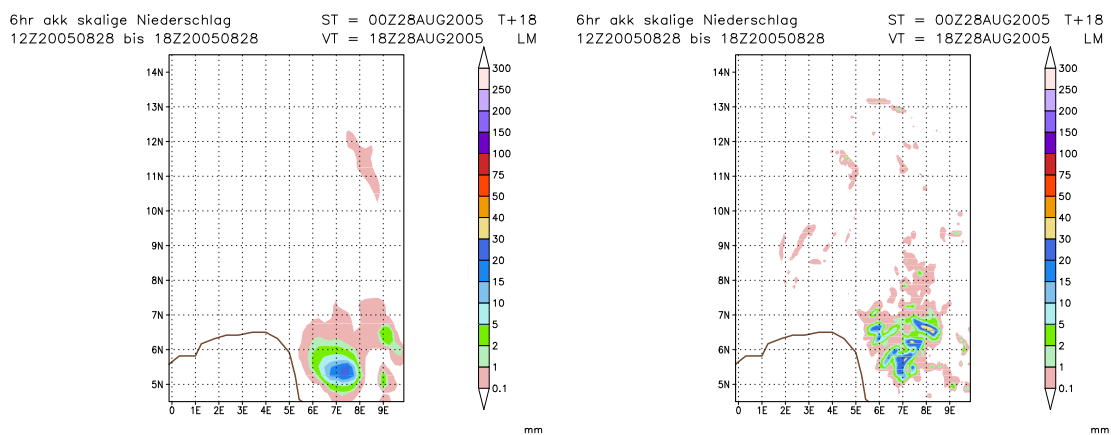 6hr akk skalige Niederschlag ST = 00Z28AUG2005 T+18
12Z20050828 bis 18Z20050828 VT = 18Z28AUG2005 LM
14N
13N
12N
11N
10N
9N
8N
7N
6N
5N
0 1E 2E 3E 4E 5E 6E 7E 8E 9E
300
250
200
150
100
75
50
40
30
20
15
10
5
2
1
0.1
mm
6hr akk skalige Niederschlag ST = 00Z28AUG2005 T+18
12Z20050828 bis 18Z20050828 VT = 18Z28AUG2005 LM
14N
13N
12N
11N
10N
9N
8N
7N
6N
5N
0 1E 2E 3E 4E 5E 6E 7E 8E 9E
300
250
200
150
100
75
50
40
30
20
15
10
5
2
1
0.1
mm